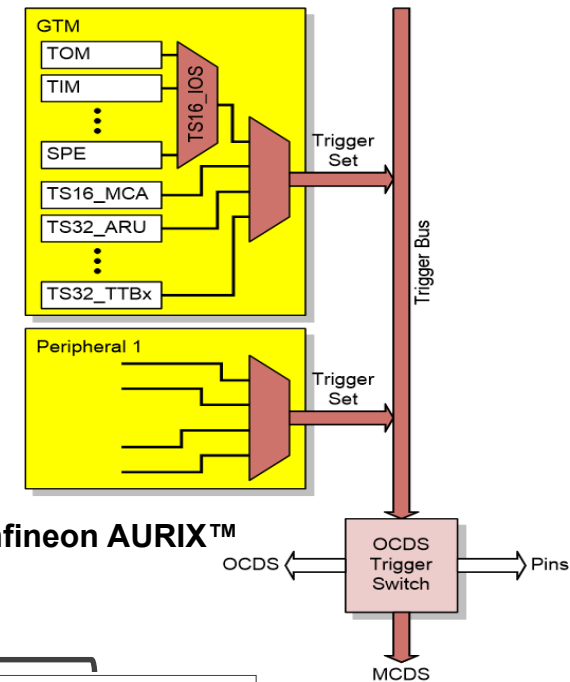 GTM
TOM
TIM
SPE
TS16_IOS
TS16_MCA
TS32_ARU
TS32_TTBx
Trigger
Set
Trigger Bus
Peripheral 1
Trigger
Set
nfineon AURIX™
OCDS
OCDS
Trigger
Switch
Pins
MCDS